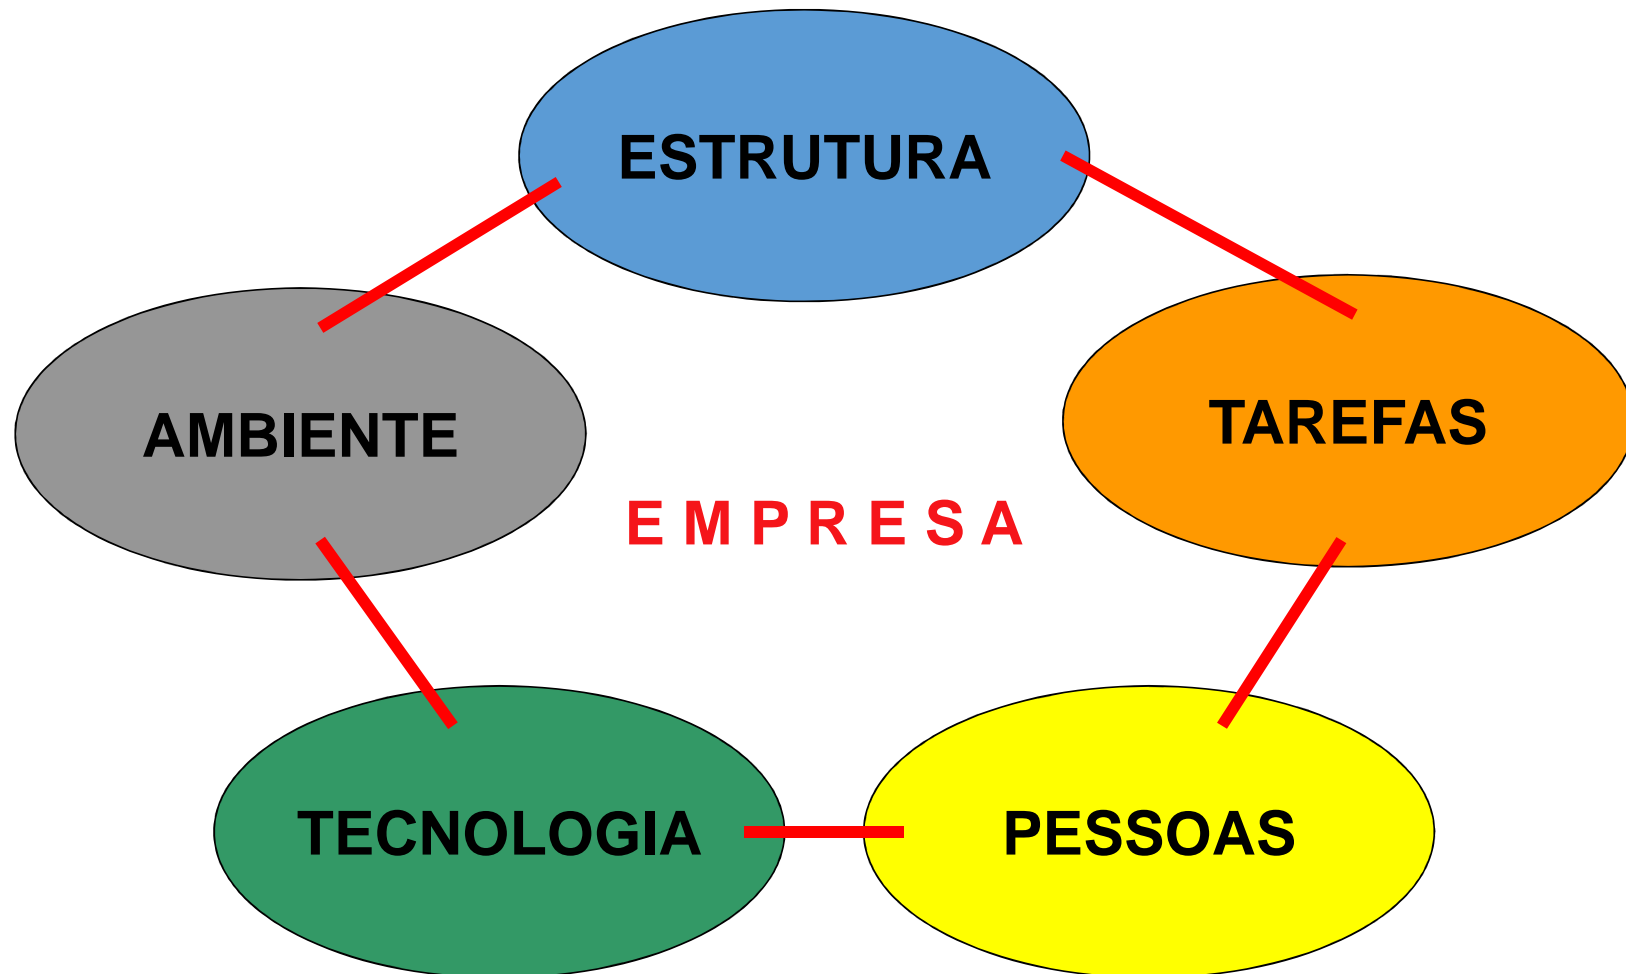 ESTRUTURA
TAREFAS
AMBIENTE
E M P R E S A
TECNOLOGIA
PESSOAS